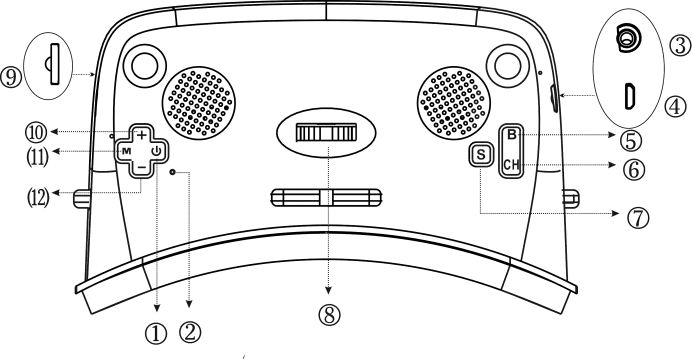 ③
⑨
④
⑩ + B ⑤
(11) M S CH ⑥
(12) −
⑦
① ② ⑧